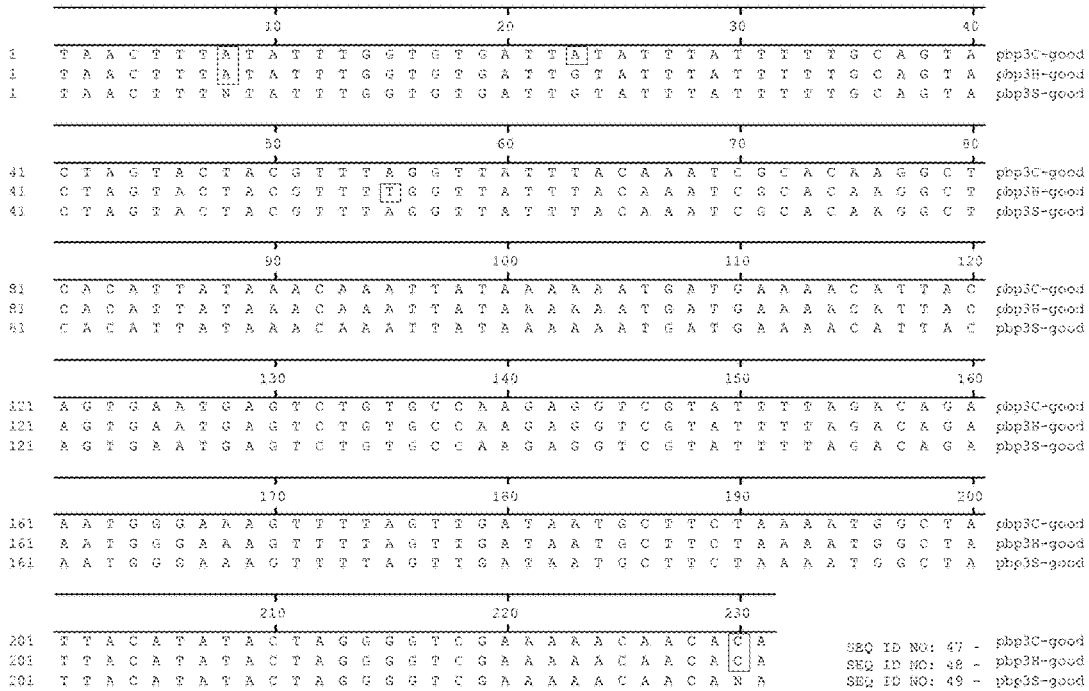 10 20 30 40
1 T A A C T T T A T A T T T G G T G T G A T T A T A T T T A T T T T T G C A G T A pbp3C-good
1 T A A C T T T A T A T T T G G T G T G A T T G T A T T T A T T T T T G C A G T A pbp3H-good
1 T A A C T T T N T A T T T G G T G T G A T T G T A T T T A T T T T T G C A G T A pbp3S-good
50 60 70 80
41 C T A G T A C T A C G T T T A G G T T A T T T A C A A A T C G C A C A A G G C T pbp3C-good
41 C T A G T A C T A C G T T T T G G T T A T T T A C A A A T C G C A C A A G G C T pbp3H-good
41 C T A G T A C T A C G T T T A G G T T A T T T A C A A A T C G C A C A A G G C T pbp3S-good
90 100 110 120
81 C A C A T T A T A A A C A A A T T A T A A A A A A T G A T G A A A A C A T T A C pbp3C-good
81 C A C A T T A T A A A C A A A T T A T A A A A A A T G A T G A A A A C A T T A C pbp3H-good
81 C A C A T T A T A A A C A A A T T A T A A A A A A T G A T G A A A A C A T T A C pbp3S-good
130 140 150 160
121 A G T G A A T G A G T C T G T G C C A A G A G G T C G T A T T T T A G A C A G A pbp3C-good
121 A G T G A A T G A G T C T G T G C C A A G A G G T C G T A T T T T A G A C A G A pbp3H-good
121 A G T G A A T G A G T C T G T G C C A A G A G G T C G T A T T T T A G A C A G A pbp3S-good
170 180 190 200
161 A A T G G G A A A G T T T T A G T T G A T A A T G C T T C T A A A A T G G C T A pbp3C-good
161 A A T G G G A A A G T T T T A G T T G A T A A T G C T T C T A A A A T G G C T A pbp3H-good
161 A A T G G G A A A G T T T T A G T T G A T A A T G C T T C T A A A A T G G C T A pbp3S-good
210 220 230
201 T T A C A T A T A C T A G G G G T C G A A A A A C A A C A C A SEQ ID NO: 47 - pbp3C-good
201 T T A C A T A T A C T A G G G G T C G A A A A A C A A C A C A SEQ ID NO: 48 - pbp3H-good
201 T T A C A T A T A C T A G G G G T C G A A A A A C A A C A N A SEQ ID NO: 49 - pbp3S-good